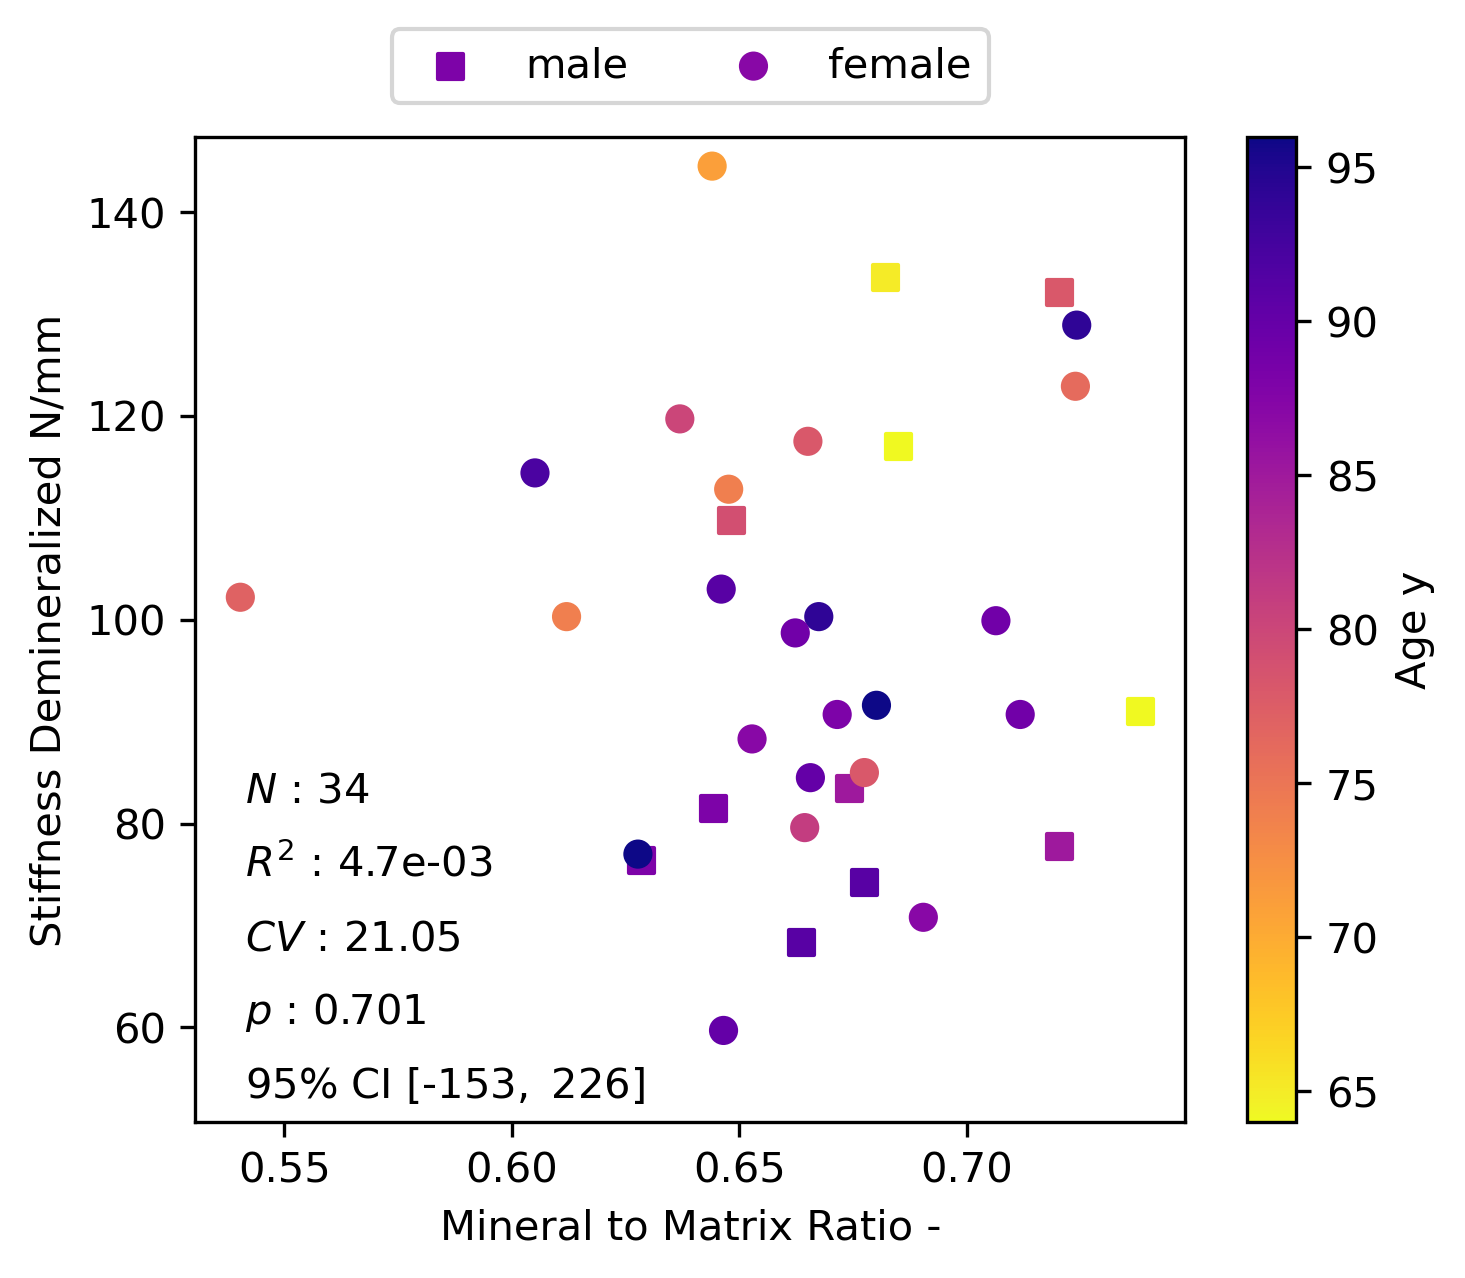 male female
140
120
100
80
60
Stiffness Demineralized N/mm
N : 34
R² : 4.7e-03
CV : 21.05
p : 0.701
95% CI [-153, 226]
0.55 0.60 0.65 0.70
Mineral to Matrix Ratio -
95
90
85
80
75
70
65
Age y